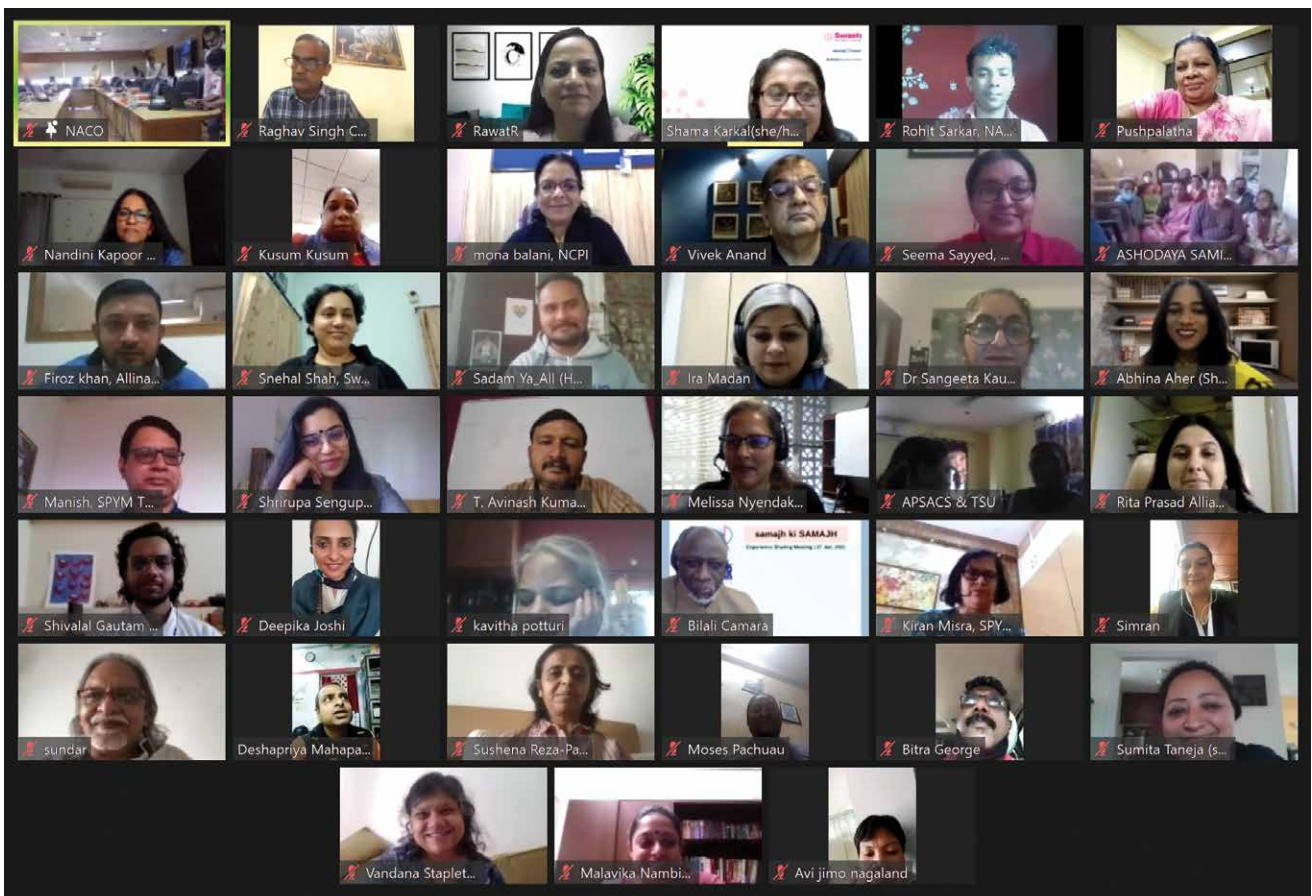 NACO
Raghav Singh C...
RawatR
Swasti
Shama Karkal(she/h...
Rohit Sarkar, NA...
Pushpalatha
Nandini Kapoor ...
Kusum Kusum
mona balani, NCPI
Vivek Anand
Seema Sayyed, ...
ASHODAYA SAMI...
Firoz khan, Allina...
Snehal Shah, Sw...
Sadam Ya_All (H...
Ira Madan
Dr Sangeeta Kau...
Abhina Aher (Sh...
Manish. SPYM T...
Shrirupa Sengup...
T. Avinash Kuma...
Melissa Nyendak...
APSACS & TSU
Rita Prasad Allia...
Shivalal Gautam ...
Deepika Joshi
kavitha potturi
samajh ki SAMAJH
Experience Sharing Meeting
Bilali Camara
Kiran Misra, SPY...
Simran
sundar
Deshapriya Mahapa...
Sushena Reza-Pa...
Moses Pachuau
Bitra George
Sumita Taneja (s...
Vandana Staplet...
Malavika Nambi...
Avi jimo nagaland